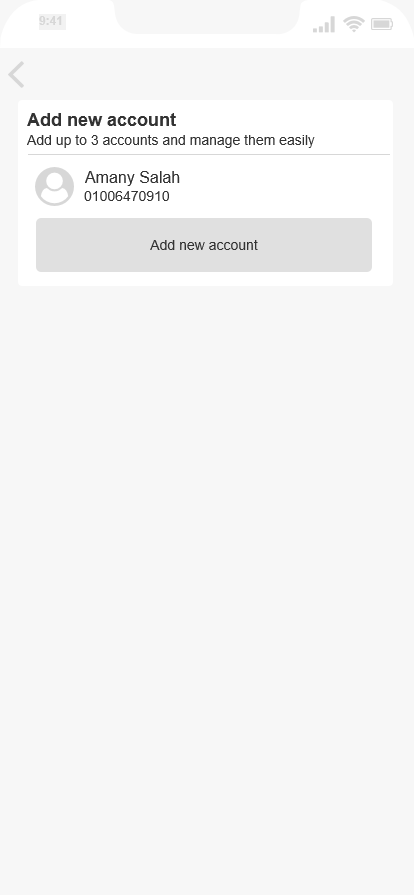 9:41
Add new account
Add up to 3 accounts and manage them easily
Amany Salah
01006470910
Add new account